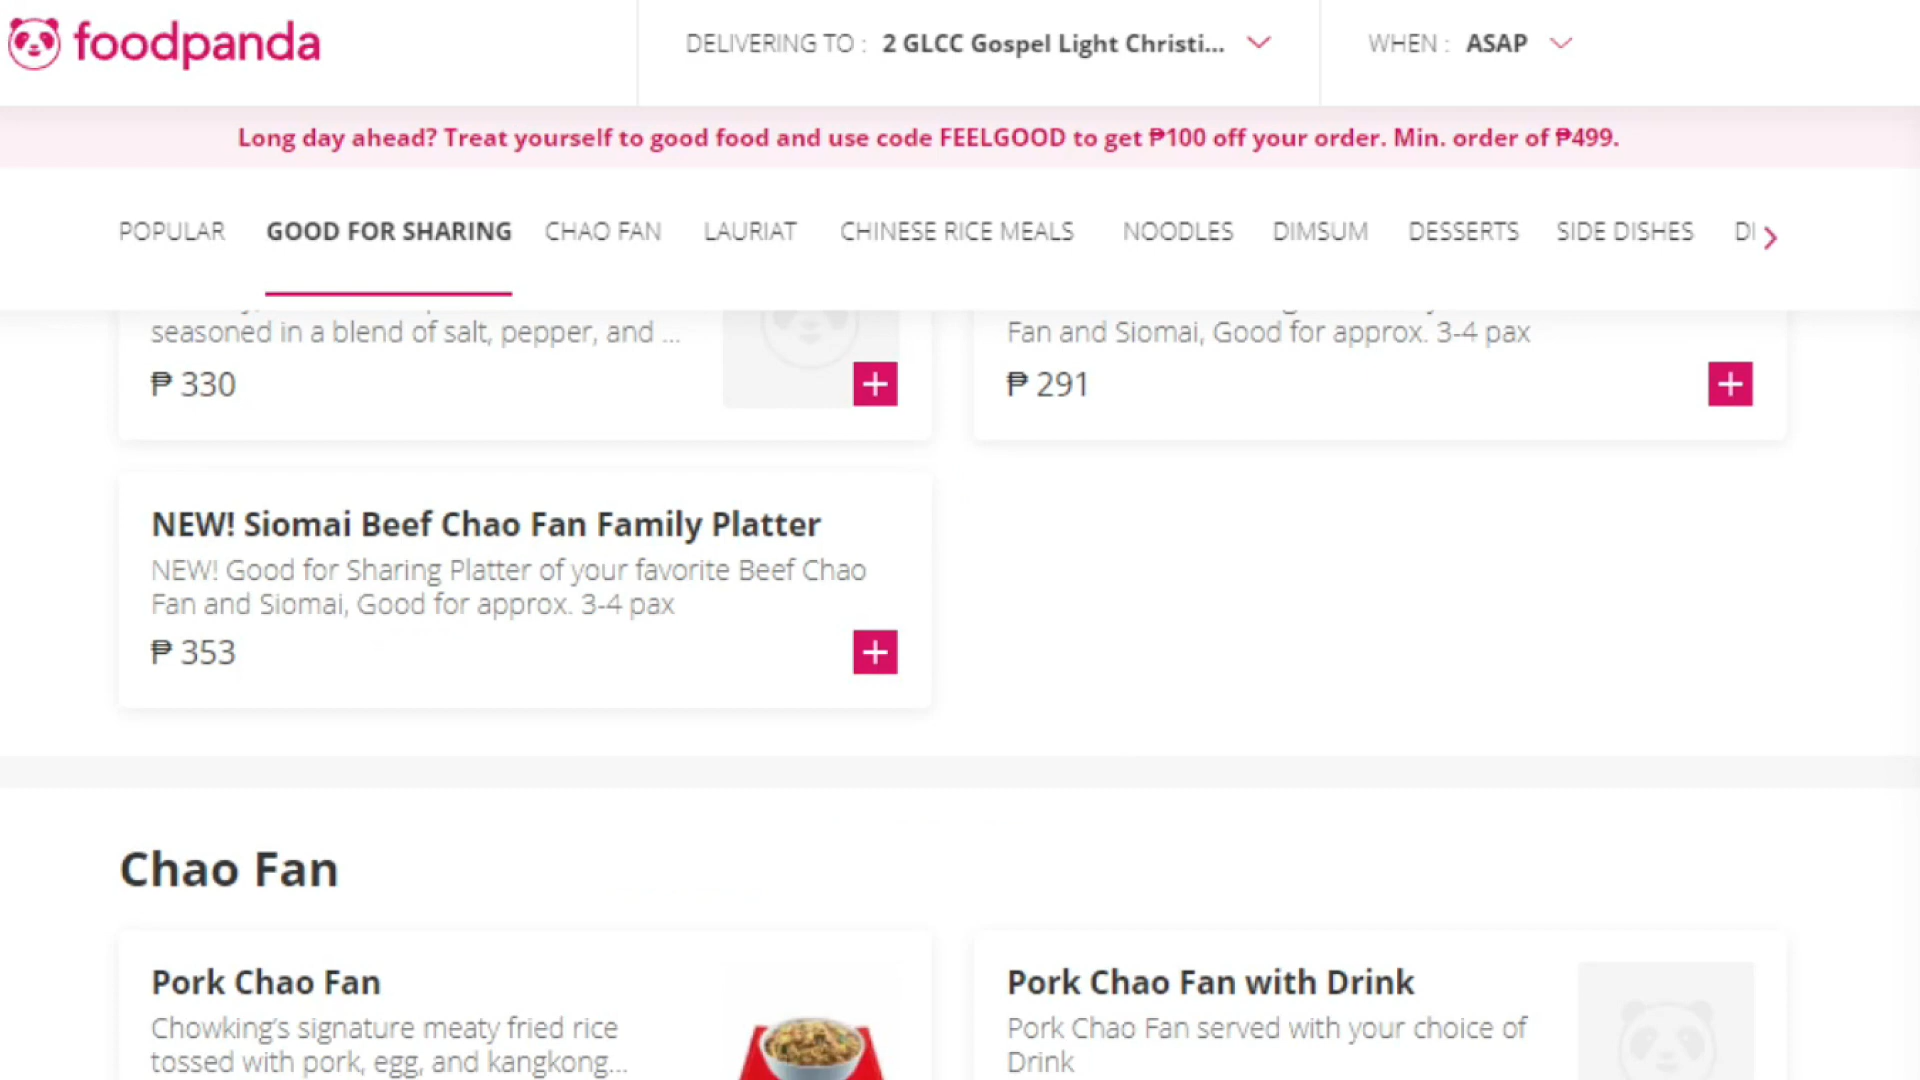 foodpanda
DELIVERING TO : 2 GLCC Gospel Light Christi...
WHEN : ASAP
Long day ahead? Treat yourself to good food and use code FEELGOOD to get ₱100 off your order. Min. order of ₱499.
POPULAR GOOD FOR SHARING CHAO FAN LAURIAT CHINESE RICE MEALS NOODLES DIMSUM DESSERTS SIDE DISHES DI
seasoned in a blend of salt, pepper, and ...
₱ 330
Fan and Siomai, Good for approx. 3-4 pax
₱ 291
NEW! Siomai Beef Chao Fan Family Platter
NEW! Good for Sharing Platter of your favorite Beef Chao
Fan and Siomai, Good for approx. 3-4 pax
₱ 353
Chao Fan
Pork Chao Fan
Chowking's signature meaty fried rice
tossed with pork, egg, and kangkong...
Pork Chao Fan with Drink
Pork Chao Fan served with your choice of
Drink